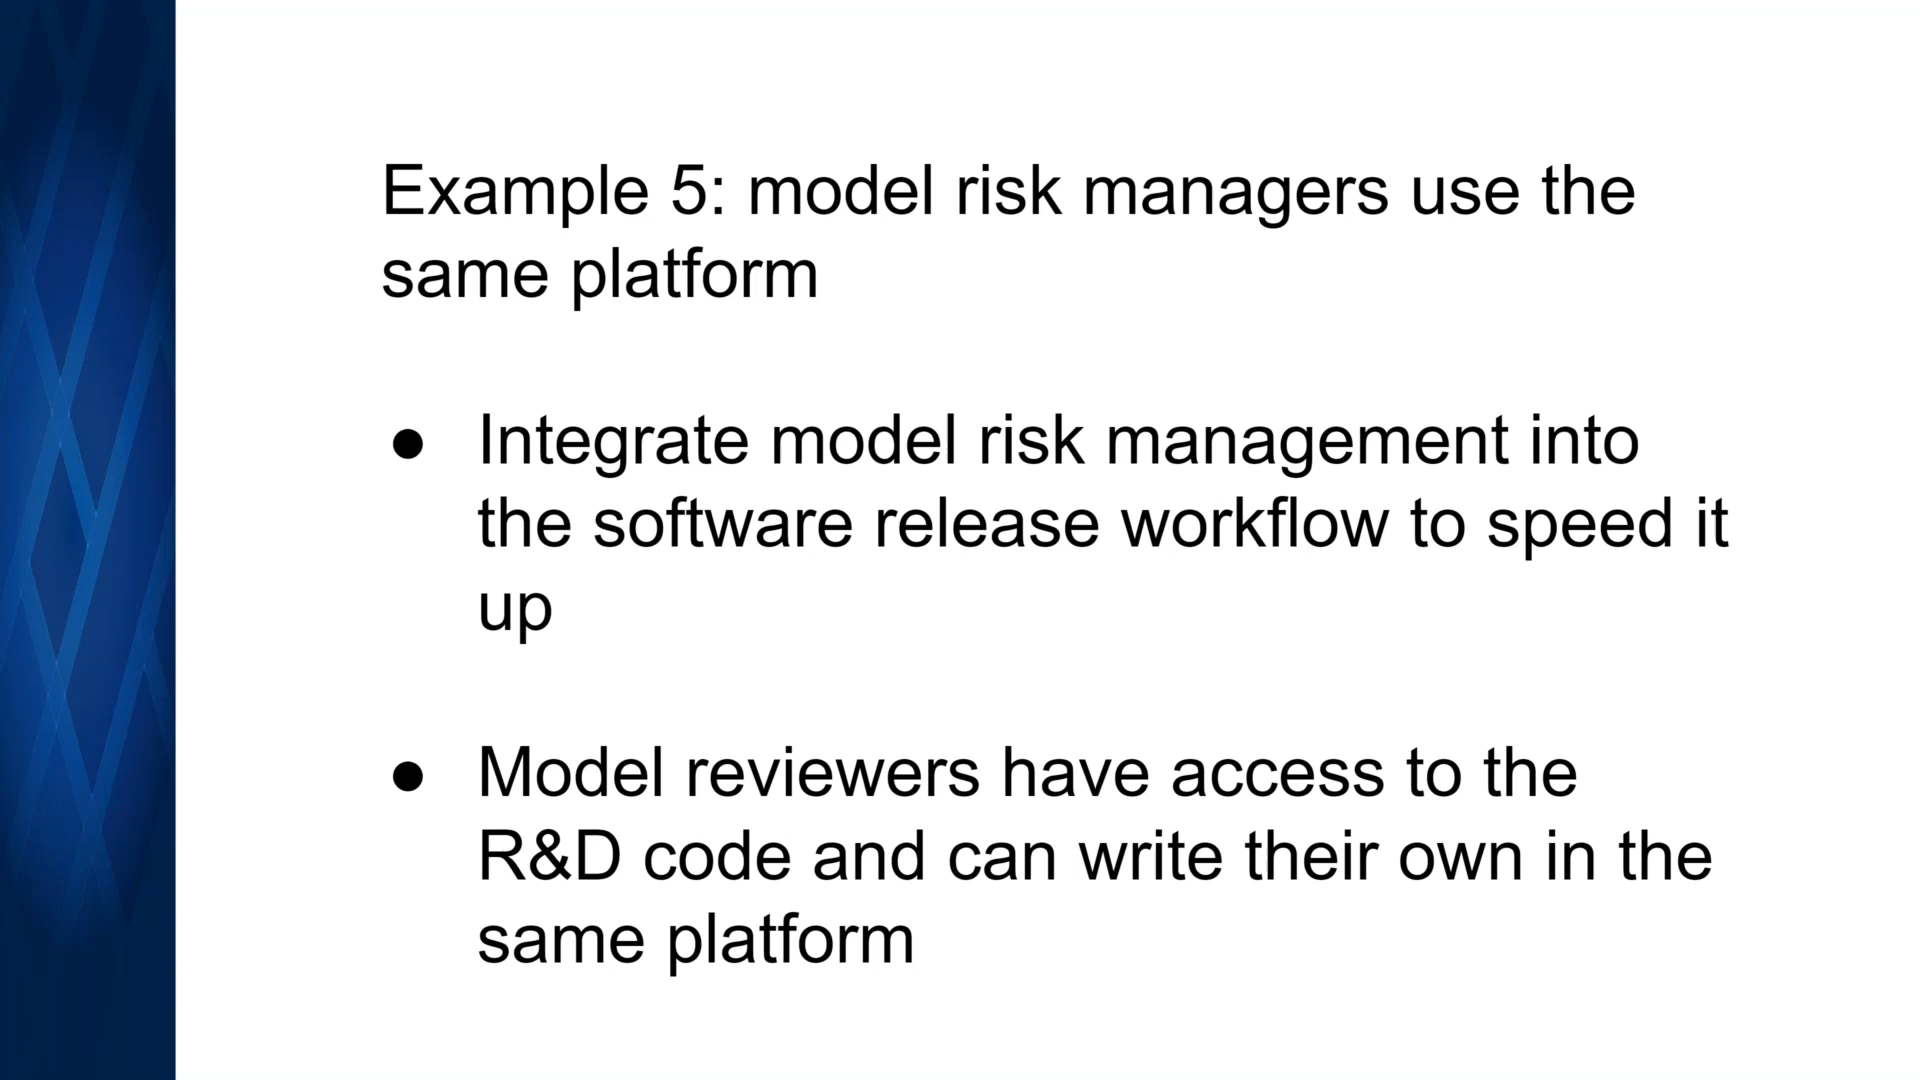 Example 5: model risk managers use the
same platform
● Integrate model risk management into
the software release workflow to speed it
up
● Model reviewers have access to the
R&D code and can write their own in the
same platform